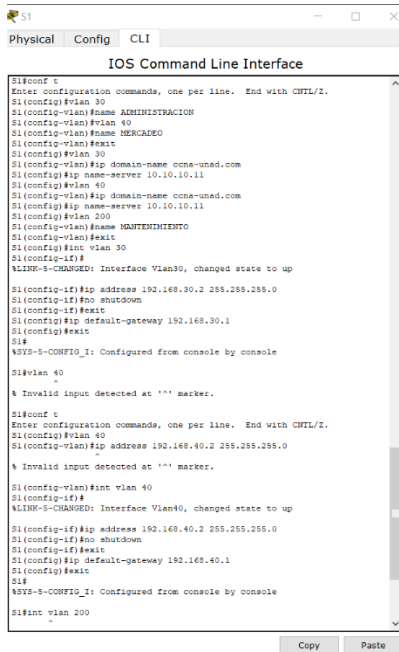 S1
Physical Config CLI
IOS Command Line Interface
S1#conf t
Enter configuration commands, one per line. End with CNTL/Z.
S1(config)#vlan 30
S1(config-vlan)#name ADMINISTRACION
S1(config-vlan)#vlan 40
S1(config-vlan)#name MERCADEO
S1(config-vlan)#exit
S1(config)#vlan 30
S1(config-vlan)#ip domain-name ccna-unad.com
S1(config)#ip name-server 10.10.10.11
S1(config)#vlan 40
S1(config-vlan)#ip domain-name ccna-unad.com
S1(config)#ip name-server 10.10.10.11
S1(config)#vlan 200
S1(config-vlan)#name MANTENIMIENTO
S1(config-vlan)#exit
S1(config)#int vlan 30
S1(config-if)#
%LINK-5-CHANGED: Interface Vlan30, changed state to up
S1(config-if)#ip address 192.168.30.2 255.255.255.0
S1(config-if)#no shutdown
S1(config-if)#exit
S1(config)#ip default-gateway 192.168.30.1
S1(config)#exit
S1#
%SYS-5-CONFIG_I: Configured from console by console
S1#vlan 40
^
% Invalid input detected at '^' marker.
S1#conf t
Enter configuration commands, one per line. End with CNTL/Z.
S1(config)#vlan 40
S1(config-vlan)#ip address 192.168.40.2 255.255.255.0
^
% Invalid input detected at '^' marker.
S1(config-vlan)#int vlan 40
S1(config-if)#
%LINK-5-CHANGED: Interface Vlan40, changed state to up
S1(config-if)#ip address 192.168.40.2 255.255.255.0
S1(config-if)#no shutdown
S1(config-if)#exit
S1(config)#ip default-gateway 192.168.40.1
S1(config)#exit
S1#
%SYS-5-CONFIG_I: Configured from console by console
S1#int vlan 200
^
Copy Paste